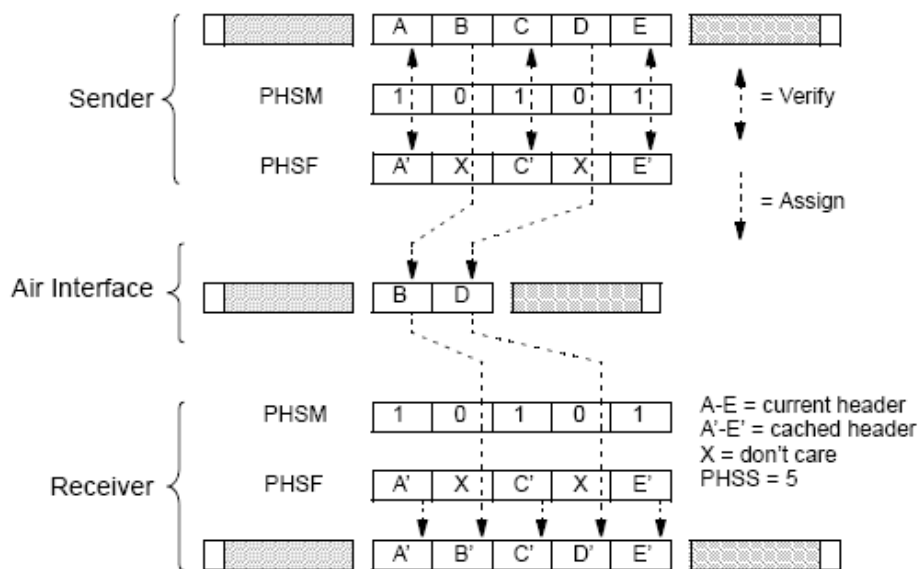 A B C D E
Sender
PHSM 1 0 1 0 1
= Verify
PHSF A' X C' X E'
= Assign
Air Interface
B D
PHSM 1 0 1 0 1
A-E = current header
A'-E' = cached header
X = don't care
PHSS = 5
Receiver
PHSF A' X C' X E'
A' B' C' D' E'